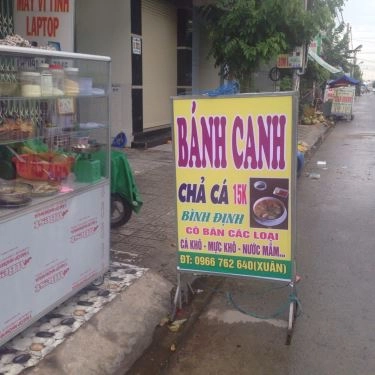 MÁY VI TÍNH
LAPTOP
BÁNH CANH
CHẢ CÁ 15K
BÌNH ĐỊNH
CÓ BÁN CÁC LOẠI
CÁ KHÔ - MỰC KHÔ - NƯỚC MẮM...
ĐT: 0966 762 640(XUÂN)